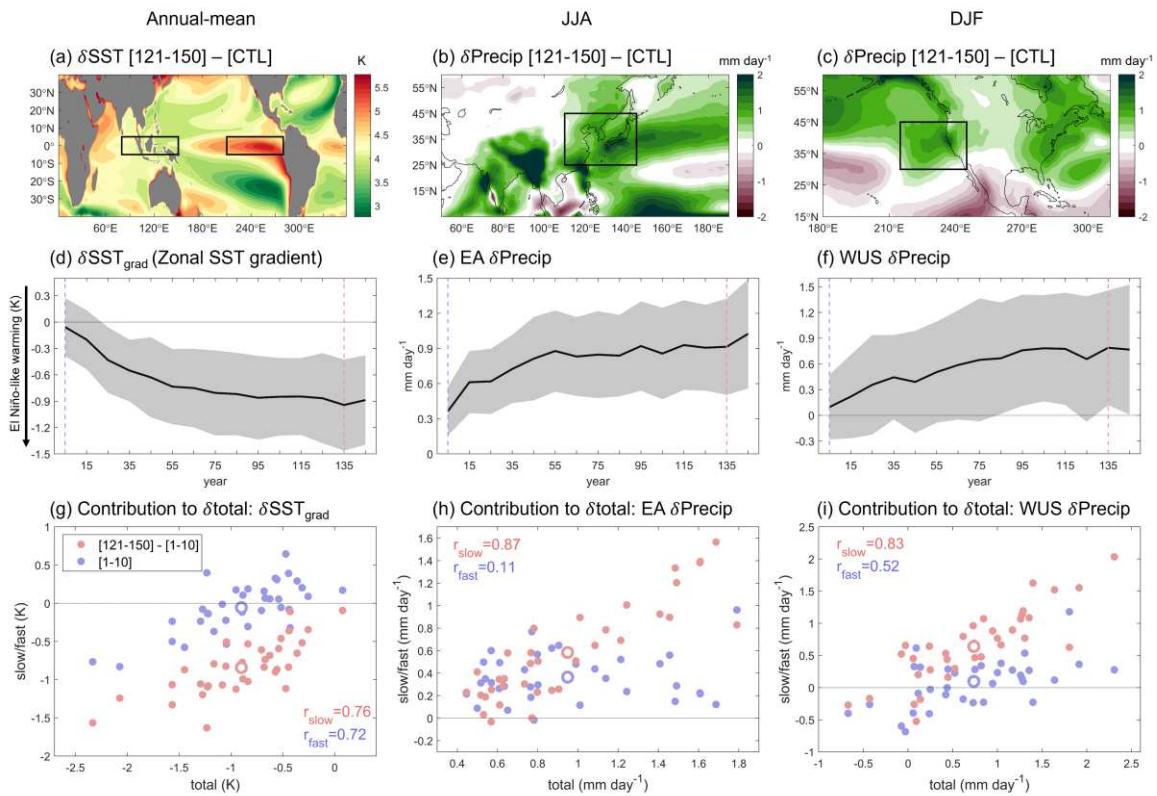 Annual-mean
JJA
DJF
(a) δSST [121-150] – [CTL]
K
(b) δPrecip [121-150] – [CTL]
mm day⁻¹
(c) δPrecip [121-150] – [CTL]
mm day⁻¹
30°N
20°N
10°N
0°
10°S
20°S
30°S
60°E
120°E
180°E
240°E
300°E
5.5
5
4.5
4
3.5
3
55°N
45°N
35°N
25°N
15°N
60°E
80°E
100°E
120°E
140°E
160°E
180°E
2
1
0
-1
-2
55°N
45°N
35°N
25°N
15°N
180°E
210°E
240°E
270°E
300°E
2
1
0
-1
-2
(d) δSSTgrad (Zonal SST gradient)
El Niño-like warming (K)
0.3
0
-0.3
-0.6
-0.9
-1.2
-1.5
15
35
55
75
95
115
135
year
(e) EA δPrecip
mm day⁻¹
1.5
1.2
0.9
0.6
0.3
0
15
35
55
75
95
115
135
year
(f) WUS δPrecip
mm day⁻¹
1.5
1.2
0.9
0.6
0.3
0
-0.3
15
35
55
75
95
115
135
year
(g) Contribution to δtotal: δSSTgrad
[121-150] - [1-10]
[1-10]
slow/fast (K)
1
0.5
0
-0.5
-1
-1.5
-2
rslow=0.76
rfast=0.72
-2.5
-2
-1.5
-1
-0.5
0
total (K)
(h) Contribution to δtotal: EA δPrecip
rslow=0.87
rfast=0.11
slow/fast (mm day⁻¹)
1.6
1.4
1.2
1
0.8
0.6
0.4
0.2
0
-0.2
0.4
0.6
0.8
1
1.2
1.4
1.6
1.8
total (mm day⁻¹)
(i) Contribution to δtotal: WUS δPrecip
rslow=0.83
rfast=0.52
slow/fast (mm day⁻¹)
2.5
2
1.5
1
0.5
0
-0.5
-1
-1
-0.5
0
0.5
1
1.5
2
2.5
total (mm day⁻¹)